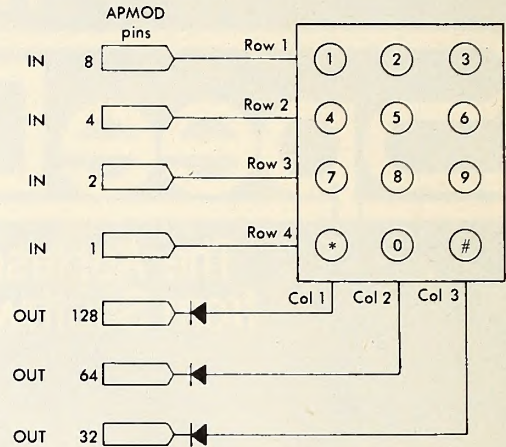 APMOD
pins
IN 8 Row 1 1 2 3
IN 4 Row 2 4 5 6
IN 2 Row 3 7 8 9
IN 1 Row 4 * 0 #
Col 1 Col 2 Col 3
OUT 128
OUT 64
OUT 32